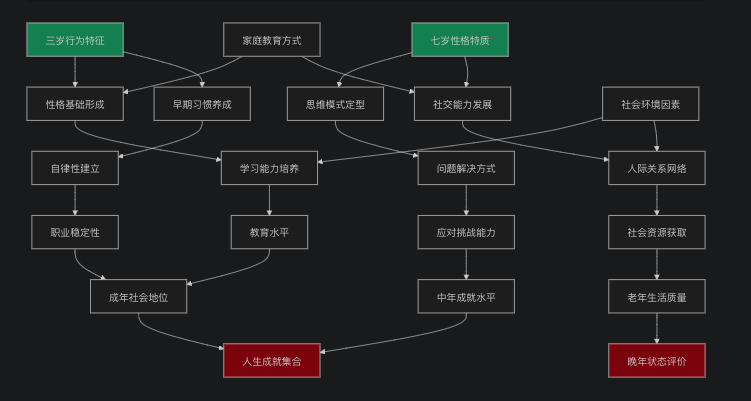 三岁行为特征
家庭教育方式
七岁性格特质
性格基础形成
早期习惯养成
思维模式定型
社交能力发展
社会环境因素
自律性建立
学习能力培养
问题解决方式
人际关系网络
职业稳定性
教育水平
应对挑战能力
社会资源获取
成年社会地位
中年成就水平
老年生活质量
人生成就集合
晚年状态评价